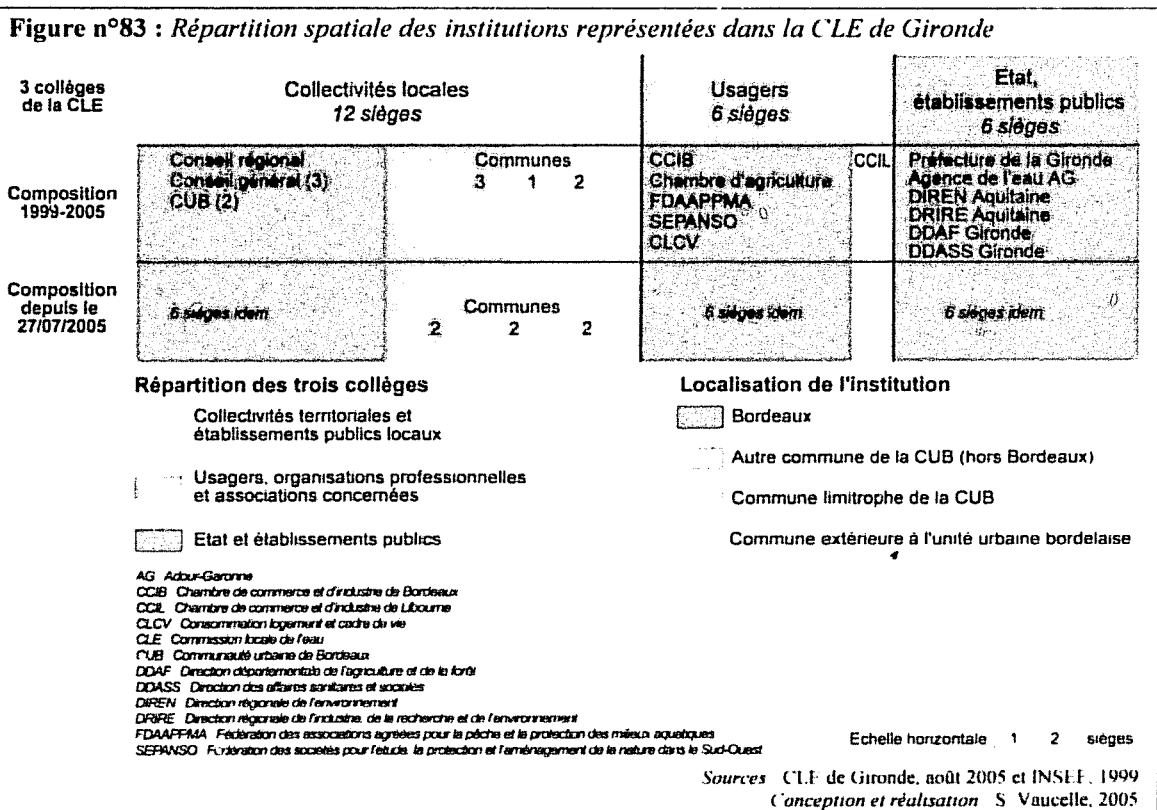 Figure n°83 : Répartition spatiale des institutions représentées dans la CLE de Gironde
3 collèges
de la CLE
Collectivités locales
12 sièges
Usagers
6 sièges
Etat,
établissements publics
6 sièges
Composition
1999-2005
Conseil régional
Conseil général (3)
CUB (2)
Communes
3 1 2
CCIB
Chambre d'agriculture
FDAAPPMA
SEPANSO
CLCV
CCIL
Préfecture de la Gironde
Agence de l'eau AG
DIREN Aquitaine
DRIRE Aquitaine
DDAF Gironde
DDASS Gironde
Composition
depuis le
27/07/2005
6 sièges idem
Communes
2 2 2
6 sièges idem
6 sièges idem
Répartition des trois collèges
Collectivités territoriales et
établissements publics locaux
Usagers, organisations professionnelles
et associations concernées
Etat et établissements publics
Localisation de l'institution
Bordeaux
Autre commune de la CUB (hors Bordeaux)
Commune limitrophe de la CUB
Commune extérieure à l'unité urbaine bordelaise
AG Adour-Garonne
CCIB Chambre de commerce et d'industrie de Bordeaux
CCIL Chambre de commerce et d'industrie de Libourne
CLCV Consommation logement et cadre de vie
CLE Commission locale de l'eau
CUB Communauté urbaine de Bordeaux
DDAF Direction départementale de l'agriculture et de la forêt
DDASS Direction des affaires sanitaires et sociales
DIREN Direction régionale de l'environnement
DRIRE Direction régionale de l'industrie, de la recherche et de l'environnement
FDAAPPMA Fédération des associations agréées pour la pêche et la protection des milieux aquatiques
SEPANSO Fédération des sociétés pour l'étude, la protection et l'aménagement de la nature dans le Sud-Ouest
Echelle horizontale 1 2 sièges
Sources CLE de Gironde, août 2005 et INSEE, 1999
Conception et réalisation S. Vaucelle, 2005